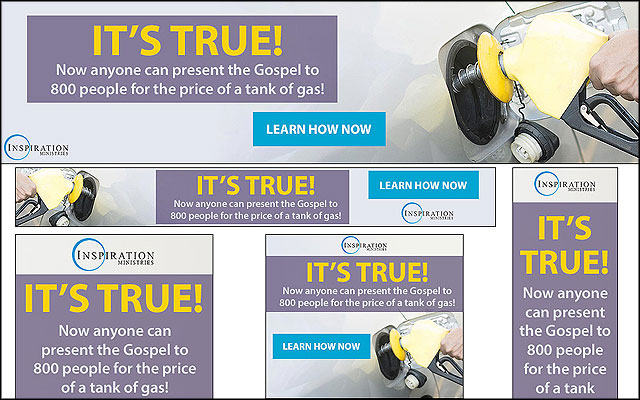 IT'S TRUE!
Now anyone can present the Gospel to
800 people for the price of a tank of gas!
LEARN HOW NOW
INSPIRATION
MINISTRIES
IT'S TRUE!
Now anyone can present the Gospel to
800 people for the price of a tank of gas!
LEARN HOW NOW
INSPIRATION
MINISTRIES
INSPIRATION
MINISTRIES
IT'S TRUE!
Now anyone can
present the Gospel to
800 people for the price
of a tank of gas!
INSPIRATION
MINISTRIES
IT'S TRUE!
Now anyone can present the Gospel to
800 people for the price of a tank of gas!
LEARN HOW NOW
INSPIRATION
MINISTRIES
IT'S
TRUE!
Now anyone
can present
the Gospel to
800 people
for the price
of a tank